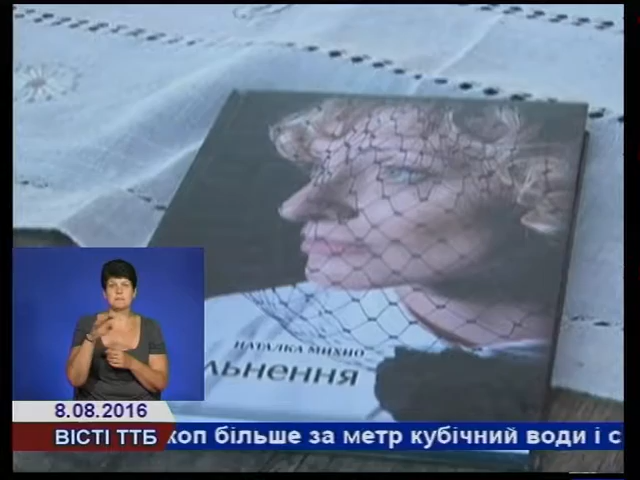 НАТАЛКА МИХНО
льнення
8.08.2016
ВІСТІ ТТБ
коп більше за метр кубічний води і с